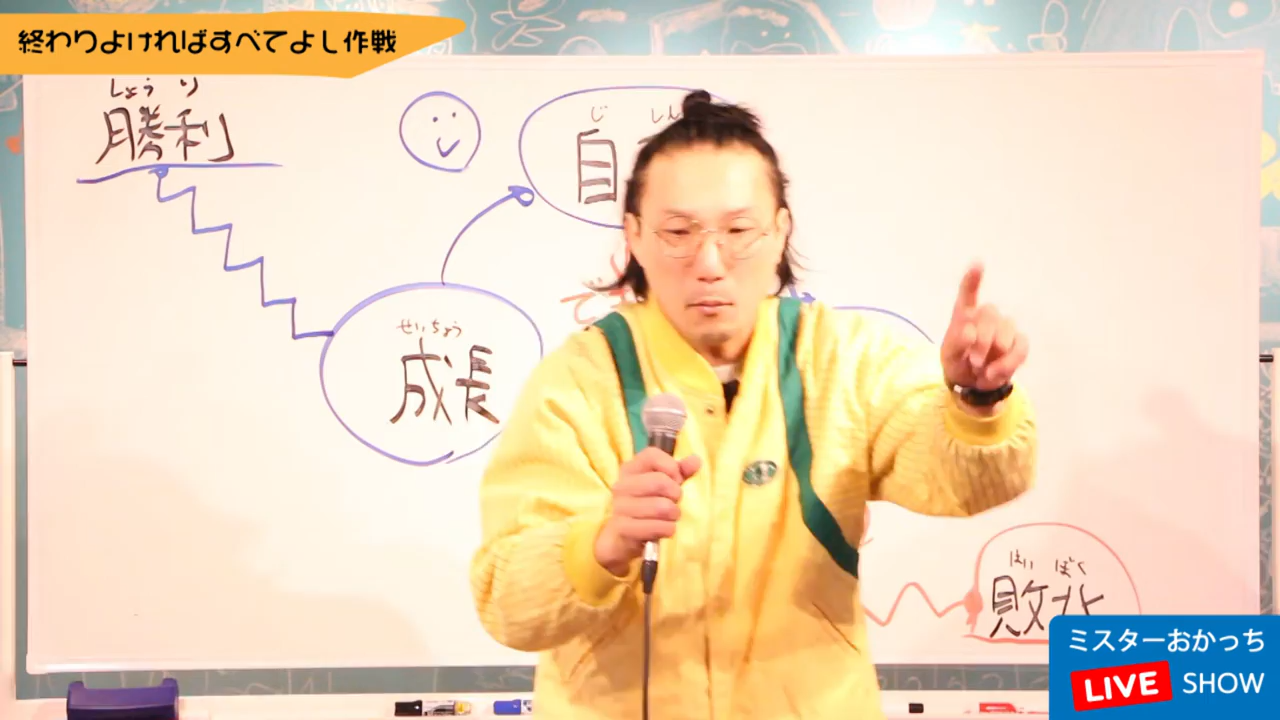 終わりよければすべてよし作戦
しょうり
勝利
じ しん
自
せいちょう
成長
はい ぼく
敗北
ミスターおかっち
LIVE SHOW